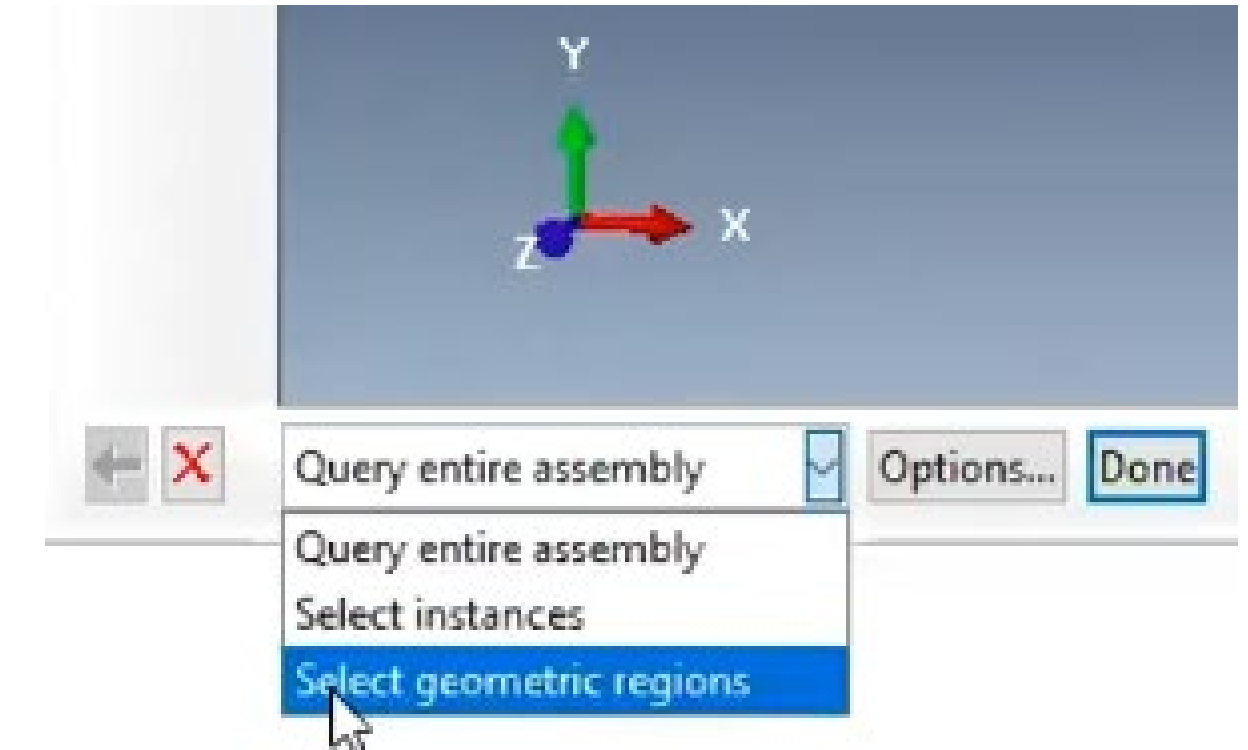 Y
X
Z
X
Query entire assembly Options... Done
Query entire assembly
Select instances
Select geometric regions